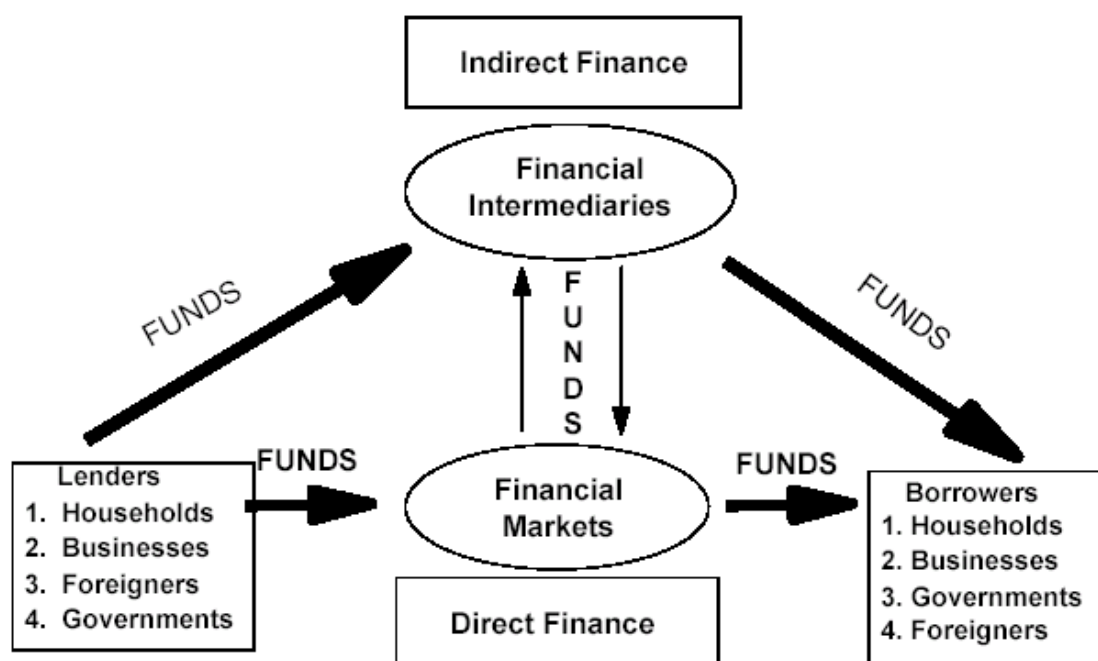 Indirect Finance
Financial
Intermediaries
FUNDS
FUNDS
FUNDS
FUNDS
FUNDS
Lenders
1. Households
2. Businesses
3. Foreigners
4. Governments
Financial
Markets
Borrowers
1. Households
2. Businesses
3. Governments
4. Foreigners
Direct Finance